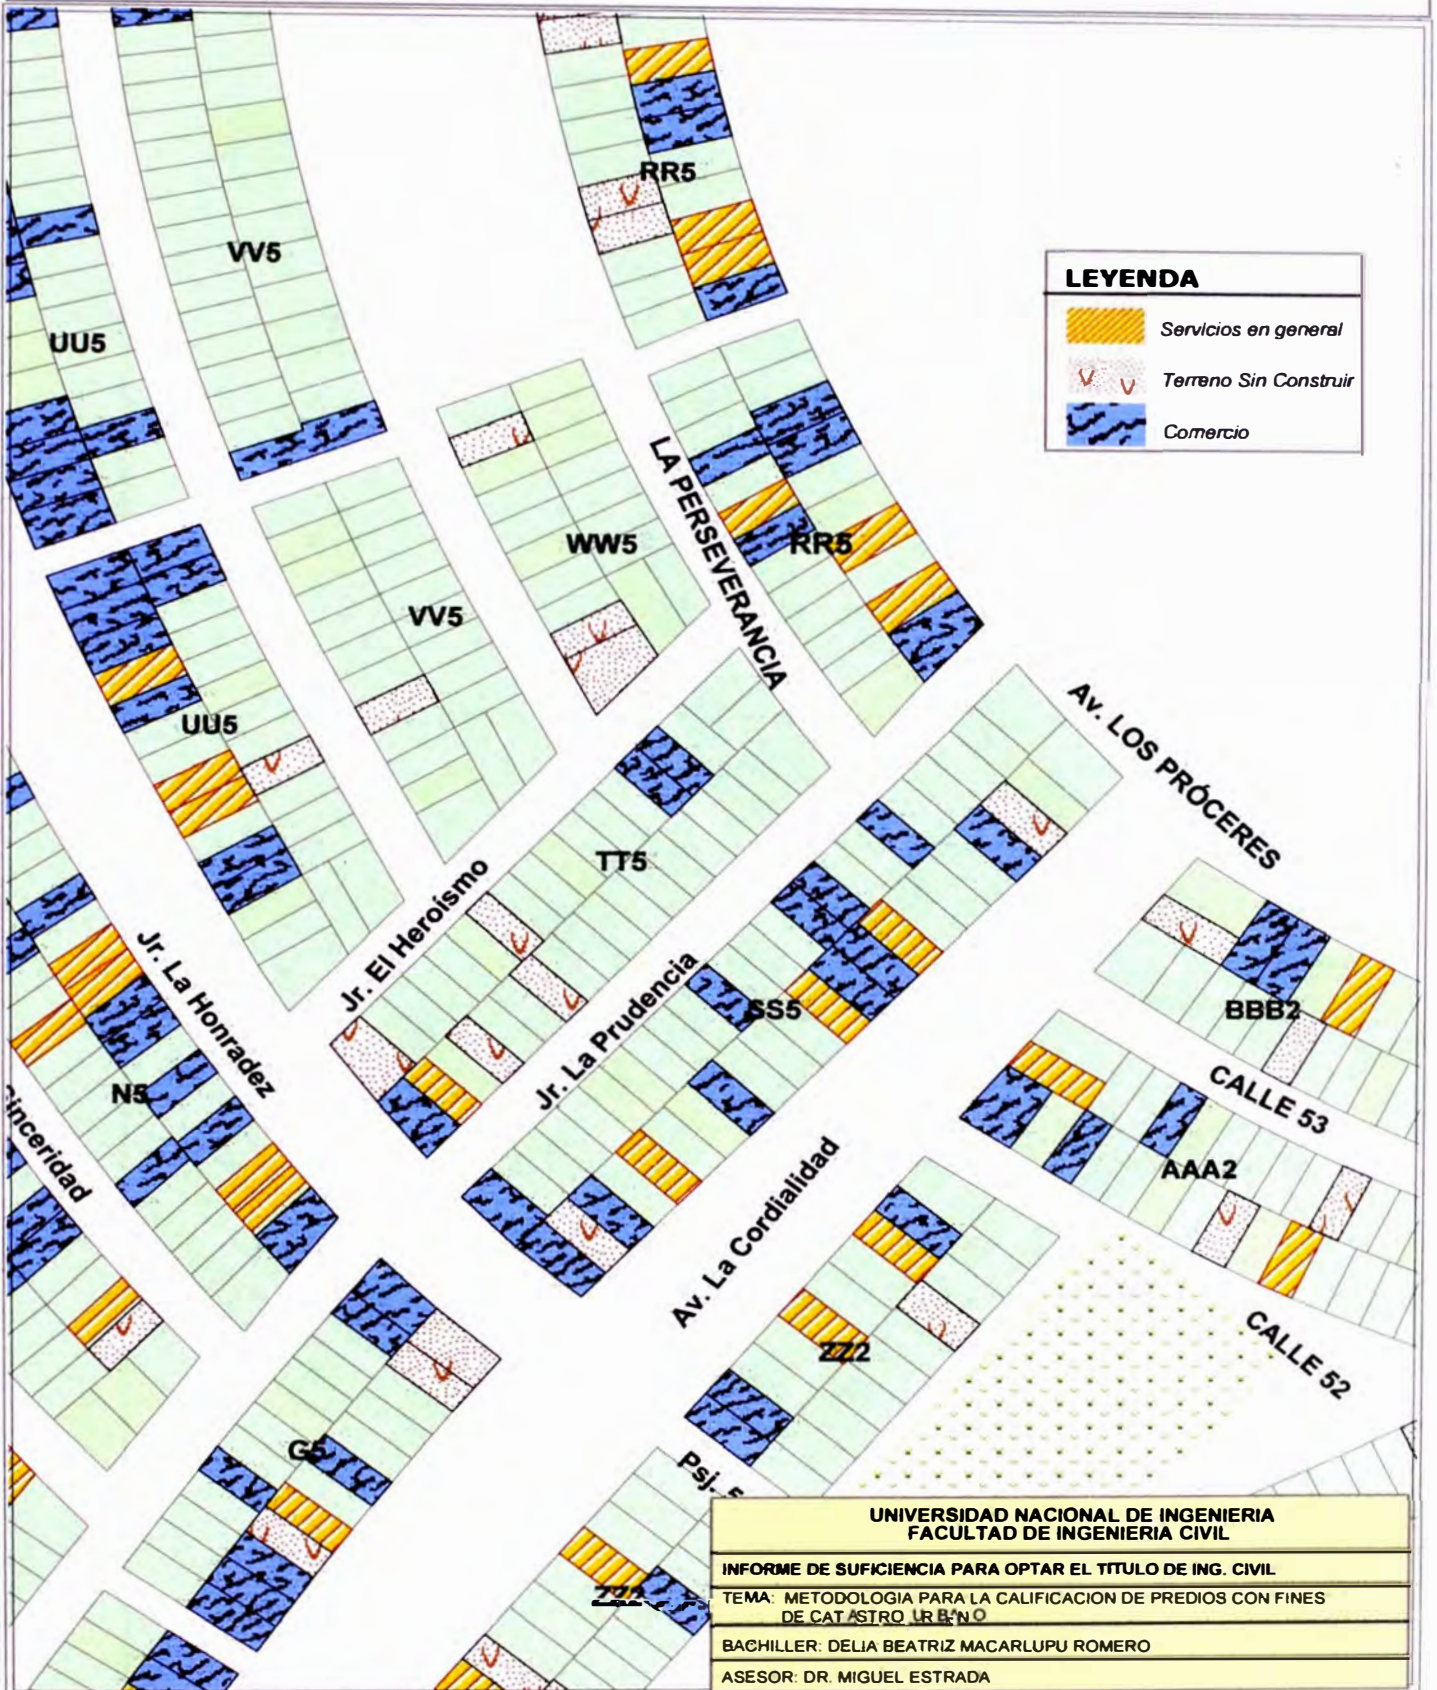 RR5
VV5
LEYENDA
Servicios en general
Terreno Sin Construir
Comercio
UU5
LA PERSEVERANCIA
WW5
RR5
VV5
UU5
Av. LOS PRÓCERES
TT5
Jr. El Heroismo
Jr. La Honradez
Jr. La Prudencia
SS5
BBB2
CALLE 53
N5
Sinceridad
AAA2
Av. La Cordialidad
ZZ2
CALLE 52
G5
Psj. 5
ZZ2
UNIVERSIDAD NACIONAL DE INGENIERIA
FACULTAD DE INGENIERIA CIVIL
INFORME DE SUFICIENCIA PARA OPTAR EL TITULO DE ING. CIVIL
TEMA: METODOLOGIA PARA LA CALIFICACION DE PREDIOS CON FINES
DE CATASTRO URBANO
BACHILLER: DELIA BEATRIZ MACARLUPU ROMERO
ASESOR: DR. MIGUEL ESTRADA